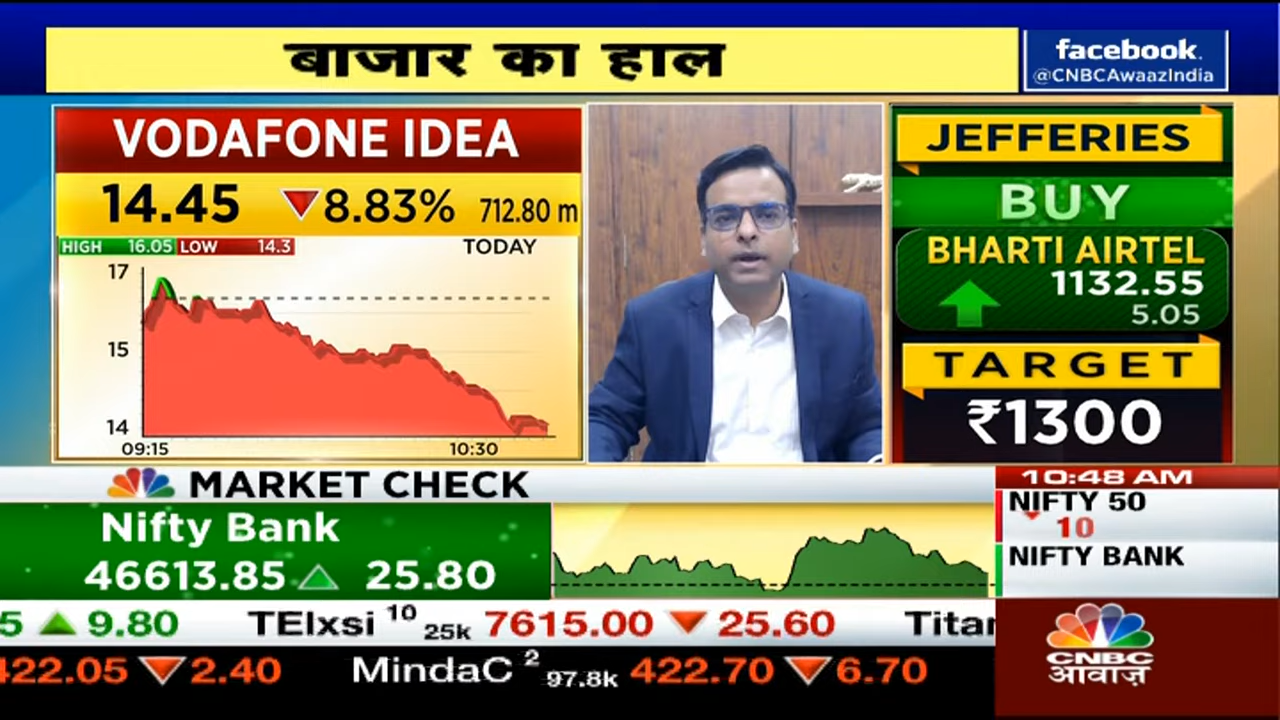 बाजार का हाल
facebook.
@CNBCAwaazIndia
VODAFONE IDEA
14.45 8.83% 712.80 m
HIGH 16.05 LOW 14.3 TODAY
17
15
14
09:15 10:30
JEFFERIES
BUY
BHARTI AIRTEL
1132.55
5.05
TARGET
₹1300
MARKET CHECK
10:48 AM
Nifty Bank
46613.85 25.80
NIFTY 50
10
NIFTY BANK
5 9.80 TElxsi 10 25k 7615.00 25.60 Titan
422.05 2.40 MindaC 2 97.8k 422.70 6.70
CNBC
आवाज़